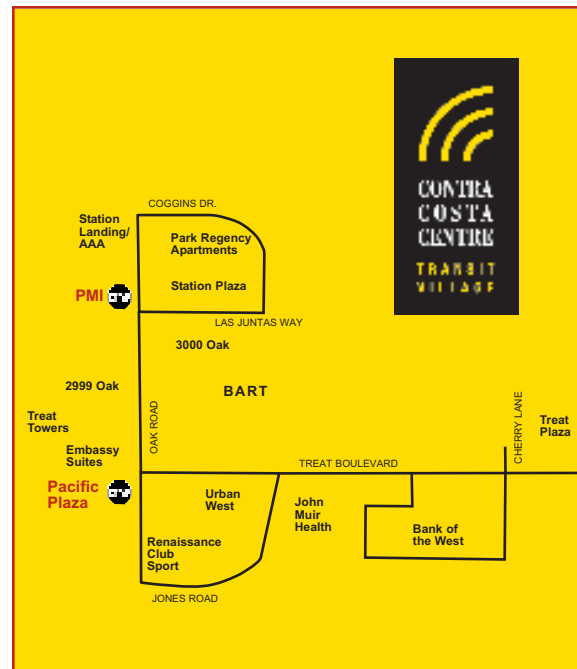 CONTRA
COSTA
CENTRE
TRANSIT
VILLAGE
COGGINS DR.
Station
Landing/
AAA
Park Regency
Apartments
Station Plaza
PMI
LAS JUNTAS WAY
3000 Oak
2999 Oak
BART
Treat
Towers
OAK ROAD
CHERRY LANE
Treat
Plaza
Embassy
Suites
TREAT BOULEVARD
Pacific
Plaza
Urban
West
John
Muir
Health
Bank of
the West
Renaissance
Club
Sport
JONES ROAD